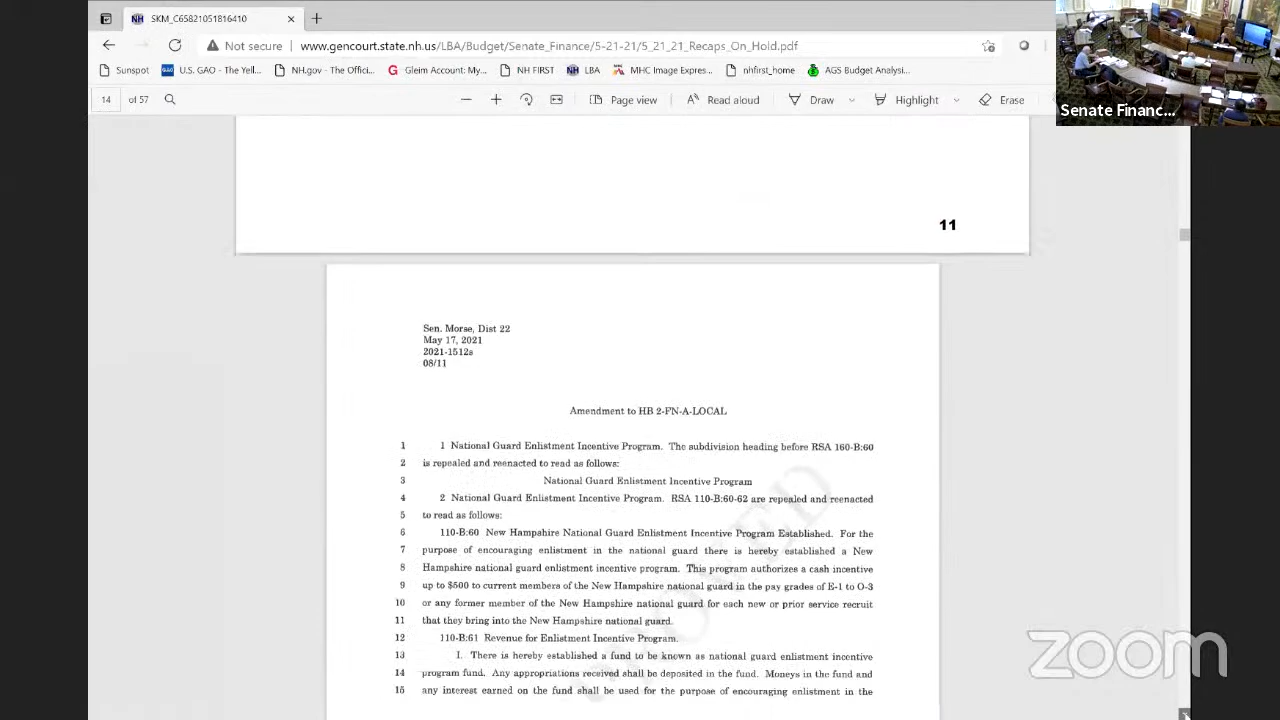 SKM_C65821051816410
Not secure | www.gencourt.state.nh.us/LBA/Budget/Senate_Finance/5-21-21/5_21_21_Recaps_On_Hold.pdf
Sunspot U.S. GAO - The Yell... NH.gov - The Offici... Gleim Account: My... NH FIRST LBA MHC Image Expres... nhfirst_home AGS Budget Analysi...
14 of 57 Page view Read aloud Draw Highlight Erase
Senate Financ...
11
Sen. Morse, Dist 22
May 17, 2021
2021-1512s
08/11
Amendment to HB 2-FN-A-LOCAL
1 1 National Guard Enlistment Incentive Program. The subdivision heading before RSA 160-B:60
2 is repealed and reenacted to read as follows:
3 National Guard Enlistment Incentive Program
4 2 National Guard Enlistment Incentive Program. RSA 110-B:60-62 are repealed and reenacted
5 to read as follows:
6 110-B:60 New Hampshire National Guard Enlistment Incentive Program Established. For the
7 purpose of encouraging enlistment in the national guard there is hereby established a New
8 Hampshire national guard enlistment incentive program. This program authorizes a cash incentive
9 up to $500 to current members of the New Hampshire national guard in the pay grades of E-1 to O-3
10 or any former member of the New Hampshire national guard for each new or prior service recruit
11 that they bring into the New Hampshire national guard.
12 110-B:61 Revenue for Enlistment Incentive Program.
13 I. There is hereby established a fund to be known as national guard enlistment incentive
14 program fund. Any appropriations received shall be deposited in the fund. Moneys in the fund and
15 any interest earned on the fund shall be used for the purpose of encouraging enlistment in the
zoom